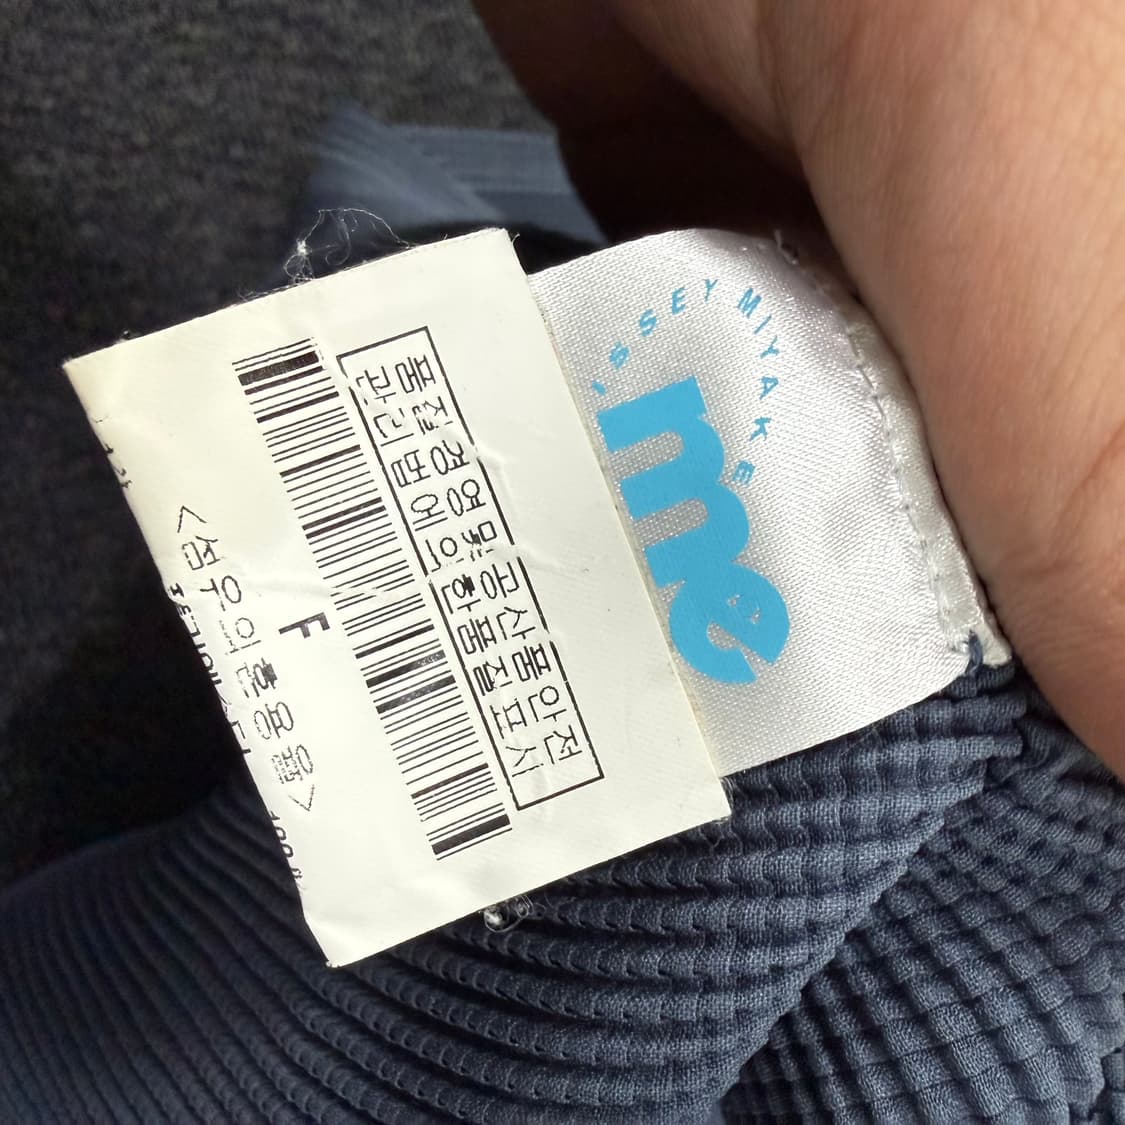 ISSEY MIYAKE
me
품질경영 및 공산품안전
관리법에 의한 품질표시
F
<섬유의 혼용율>